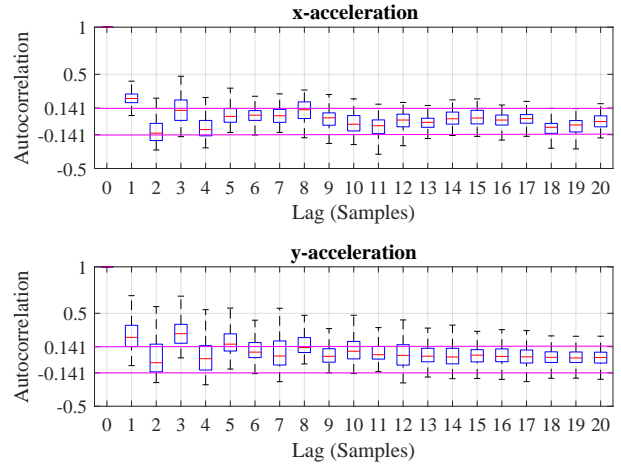 x-acceleration
1
0.5
0.141
-0.141
-0.5
Autocorrelation
0 1 2 3 4 5 6 7 8 9 10 11 12 13 14 15 16 17 18 19 20
Lag (Samples)
y-acceleration
1
0.5
0.141
-0.141
-0.5
Autocorrelation
0 1 2 3 4 5 6 7 8 9 10 11 12 13 14 15 16 17 18 19 20
Lag (Samples)